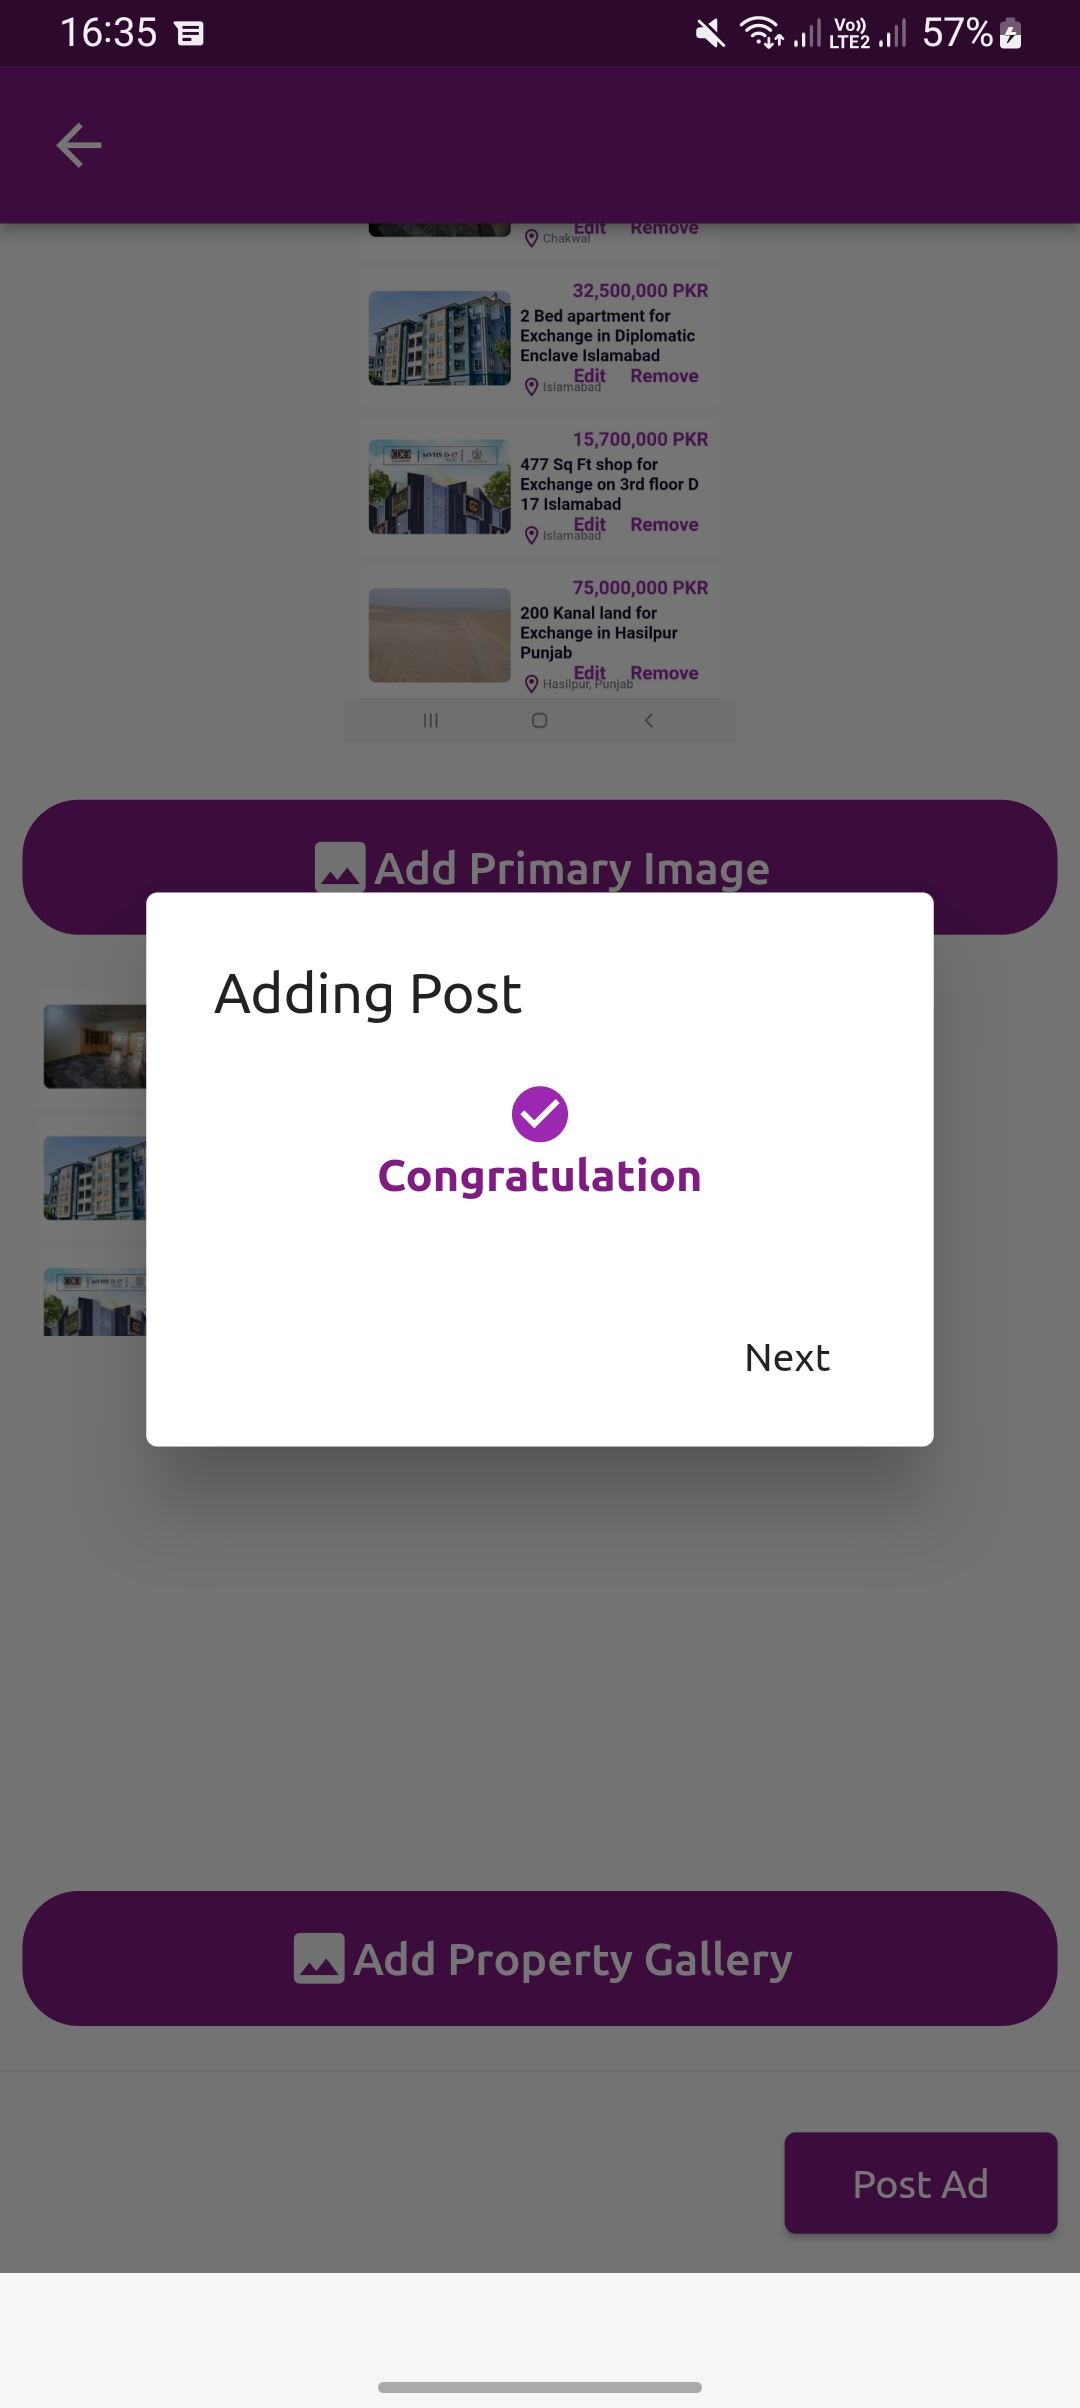 16:35
Vo))
LTE2
57%
Edit Remove
Chakwal
32,500,000 PKR
2 Bed apartment for
Exchange in Diplomatic
Enclave Islamabad
Edit Remove
Islamabad
15,700,000 PKR
MVHS D-17
477 Sq Ft shop for
Exchange on 3rd floor D
17 Islamabad
Edit Remove
Islamabad
75,000,000 PKR
200 Kanal land for
Exchange in Hasilpur
Punjab
Edit Remove
Hasilpur, Punjab
Add Primary Image
Adding Post
Congratulation
Next
Add Property Gallery
Post Ad